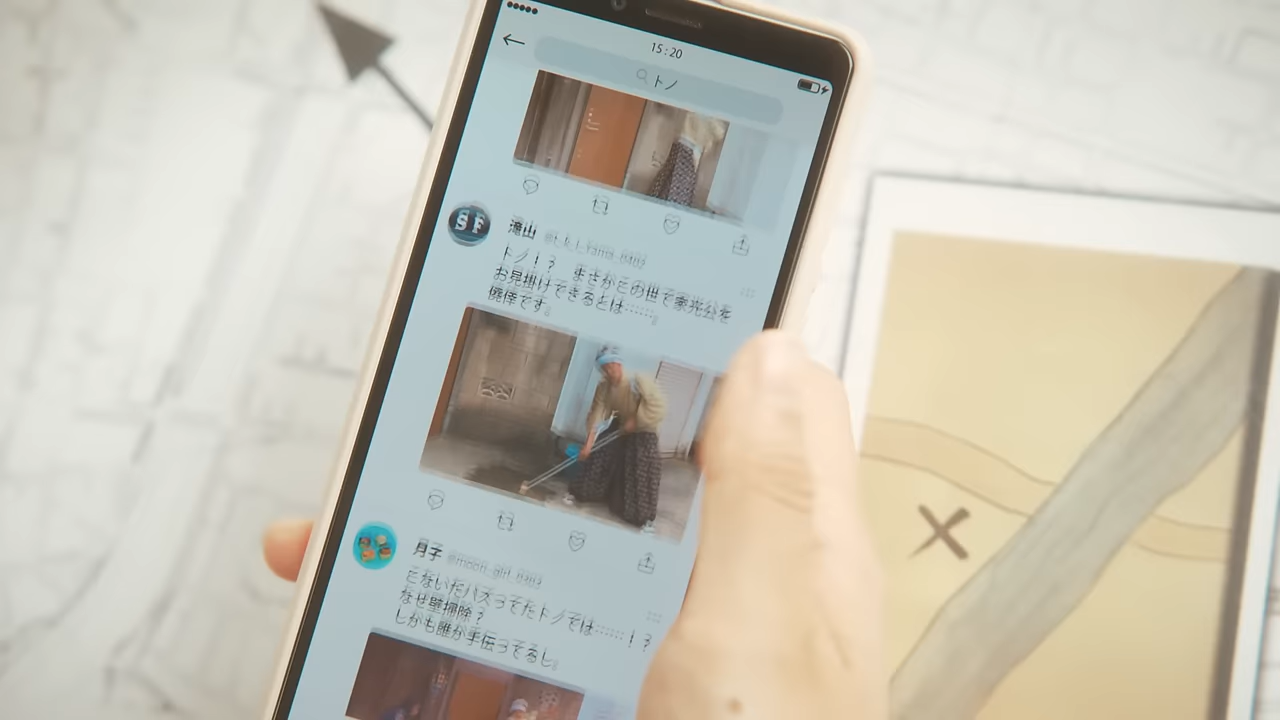 15:20
トノ
SF
滝山
トノ！？　まさかこの世で家光公を
お見掛けできるとは……。
僥倖です。
月子 @moon_girl_0303
こないだバズってたトノでは……！？
なぜ壁掃除？
しかも誰か手伝ってるし。